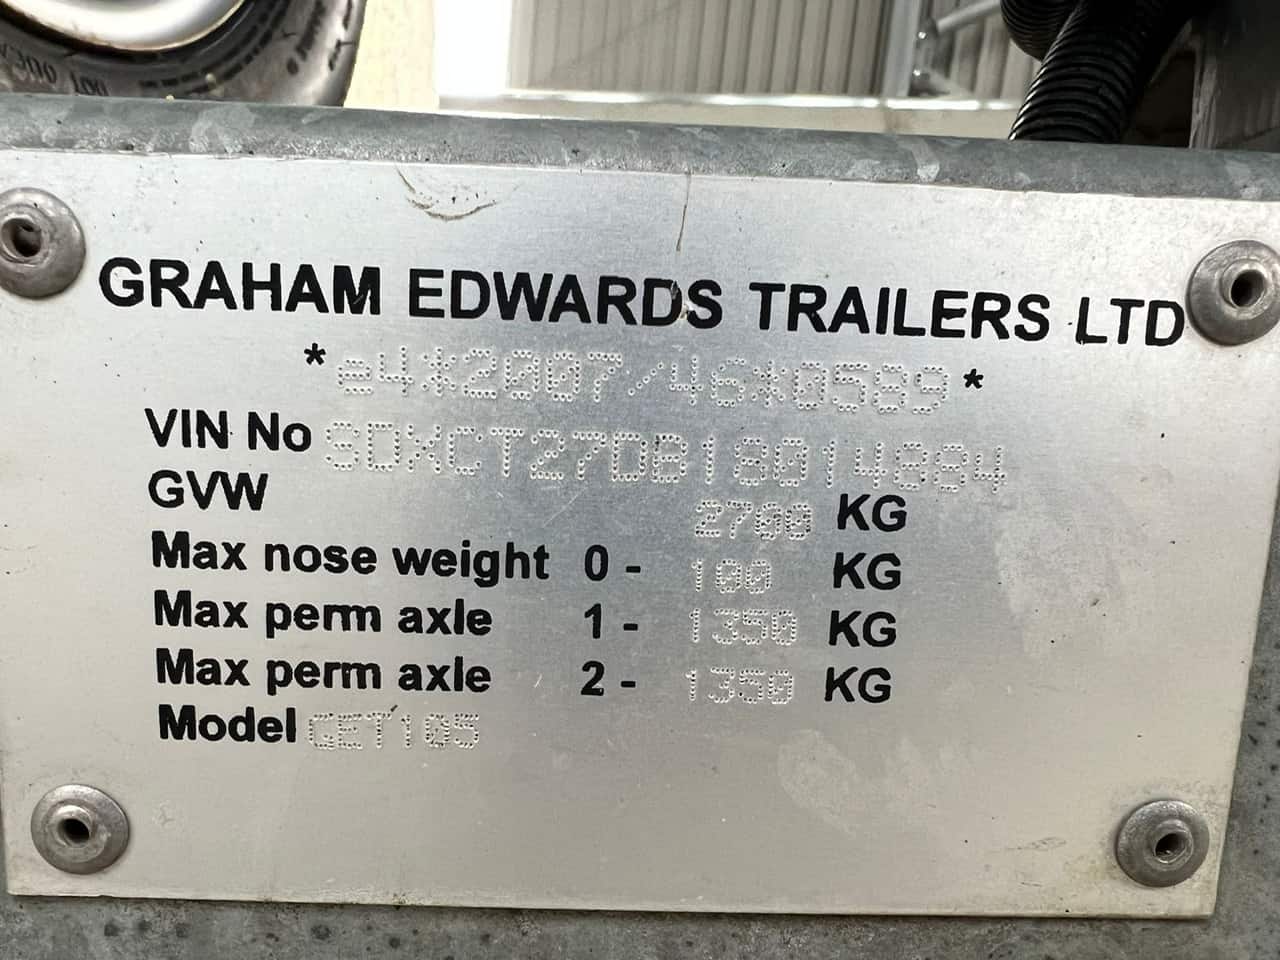 GRAHAM EDWARDS TRAILERS LTD
*e4*2007/46*0589*
VIN No SDXCT27DB18014884
GVW 2700 KG
Max nose weight 0 - 100 KG
Max perm axle 1 - 1350 KG
Max perm axle 2 - 1350 KG
Model GET105